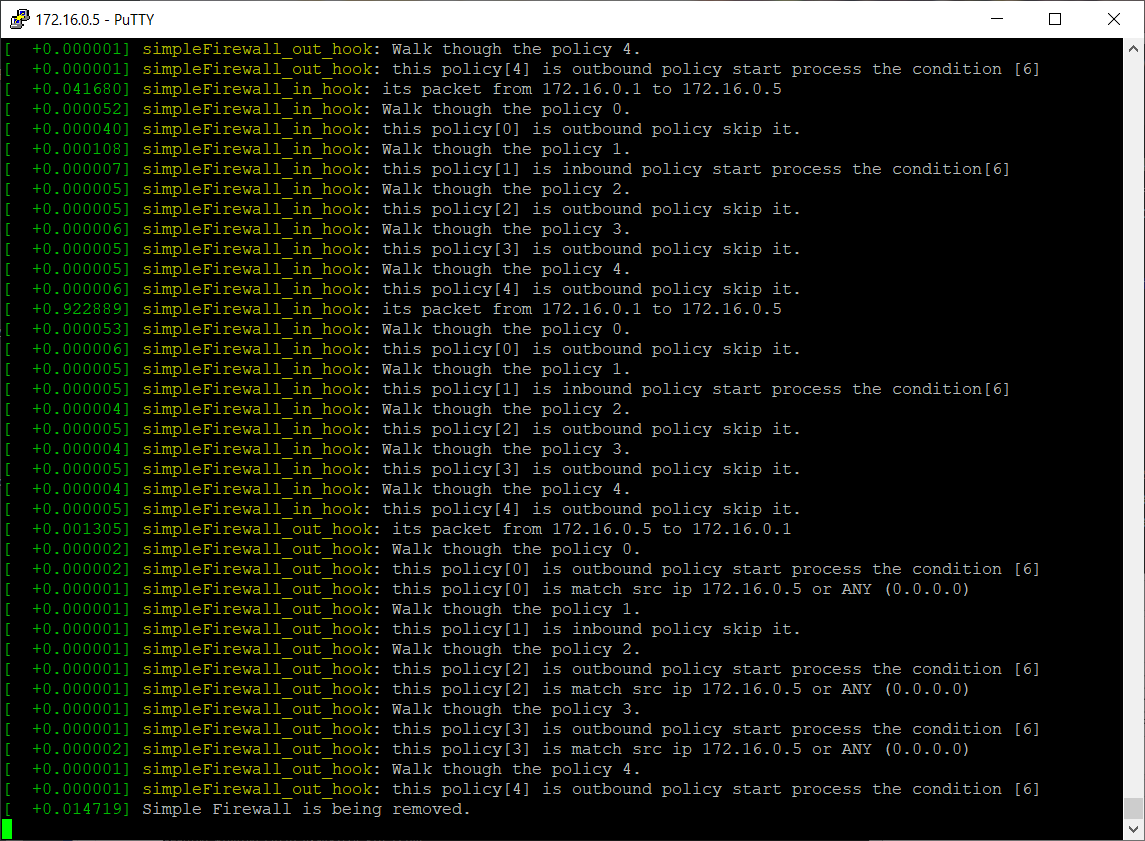 172.16.0.5 - PuTTY
[  +0.000001] simpleFirewall_out_hook: Walk though the policy 4.
[  +0.000001] simpleFirewall_out_hook: this policy[4] is outbound policy start process the condition [6]
[  +0.041680] simpleFirewall_in_hook: its packet from 172.16.0.1 to 172.16.0.5
[  +0.000052] simpleFirewall_in_hook: Walk though the policy 0.
[  +0.000040] simpleFirewall_in_hook: this policy[0] is outbound policy skip it.
[  +0.000108] simpleFirewall_in_hook: Walk though the policy 1.
[  +0.000007] simpleFirewall_in_hook: this policy[1] is inbound policy start process the condition[6]
[  +0.000005] simpleFirewall_in_hook: Walk though the policy 2.
[  +0.000005] simpleFirewall_in_hook: this policy[2] is outbound policy skip it.
[  +0.000006] simpleFirewall_in_hook: Walk though the policy 3.
[  +0.000005] simpleFirewall_in_hook: this policy[3] is outbound policy skip it.
[  +0.000005] simpleFirewall_in_hook: Walk though the policy 4.
[  +0.000006] simpleFirewall_in_hook: this policy[4] is outbound policy skip it.
[  +0.922889] simpleFirewall_in_hook: its packet from 172.16.0.1 to 172.16.0.5
[  +0.000053] simpleFirewall_in_hook: Walk though the policy 0.
[  +0.000006] simpleFirewall_in_hook: this policy[0] is outbound policy skip it.
[  +0.000005] simpleFirewall_in_hook: Walk though the policy 1.
[  +0.000005] simpleFirewall_in_hook: this policy[1] is inbound policy start process the condition[6]
[  +0.000004] simpleFirewall_in_hook: Walk though the policy 2.
[  +0.000005] simpleFirewall_in_hook: this policy[2] is outbound policy skip it.
[  +0.000004] simpleFirewall_in_hook: Walk though the policy 3.
[  +0.000005] simpleFirewall_in_hook: this policy[3] is outbound policy skip it.
[  +0.000004] simpleFirewall_in_hook: Walk though the policy 4.
[  +0.000005] simpleFirewall_in_hook: this policy[4] is outbound policy skip it.
[  +0.001305] simpleFirewall_out_hook: its packet from 172.16.0.5 to 172.16.0.1
[  +0.000002] simpleFirewall_out_hook: Walk though the policy 0.
[  +0.000002] simpleFirewall_out_hook: this policy[0] is outbound policy start process the condition [6]
[  +0.000001] simpleFirewall_out_hook: this policy[0] is match src ip 172.16.0.5 or ANY (0.0.0.0)
[  +0.000001] simpleFirewall_out_hook: Walk though the policy 1.
[  +0.000001] simpleFirewall_out_hook: this policy[1] is inbound policy skip it.
[  +0.000001] simpleFirewall_out_hook: Walk though the policy 2.
[  +0.000001] simpleFirewall_out_hook: this policy[2] is outbound policy start process the condition [6]
[  +0.000001] simpleFirewall_out_hook: this policy[2] is match src ip 172.16.0.5 or ANY (0.0.0.0)
[  +0.000001] simpleFirewall_out_hook: Walk though the policy 3.
[  +0.000001] simpleFirewall_out_hook: this policy[3] is outbound policy start process the condition [6]
[  +0.000002] simpleFirewall_out_hook: this policy[3] is match src ip 172.16.0.5 or ANY (0.0.0.0)
[  +0.000001] simpleFirewall_out_hook: Walk though the policy 4.
[  +0.000001] simpleFirewall_out_hook: this policy[4] is outbound policy start process the condition [6]
[  +0.014719] Simple Firewall is being removed.